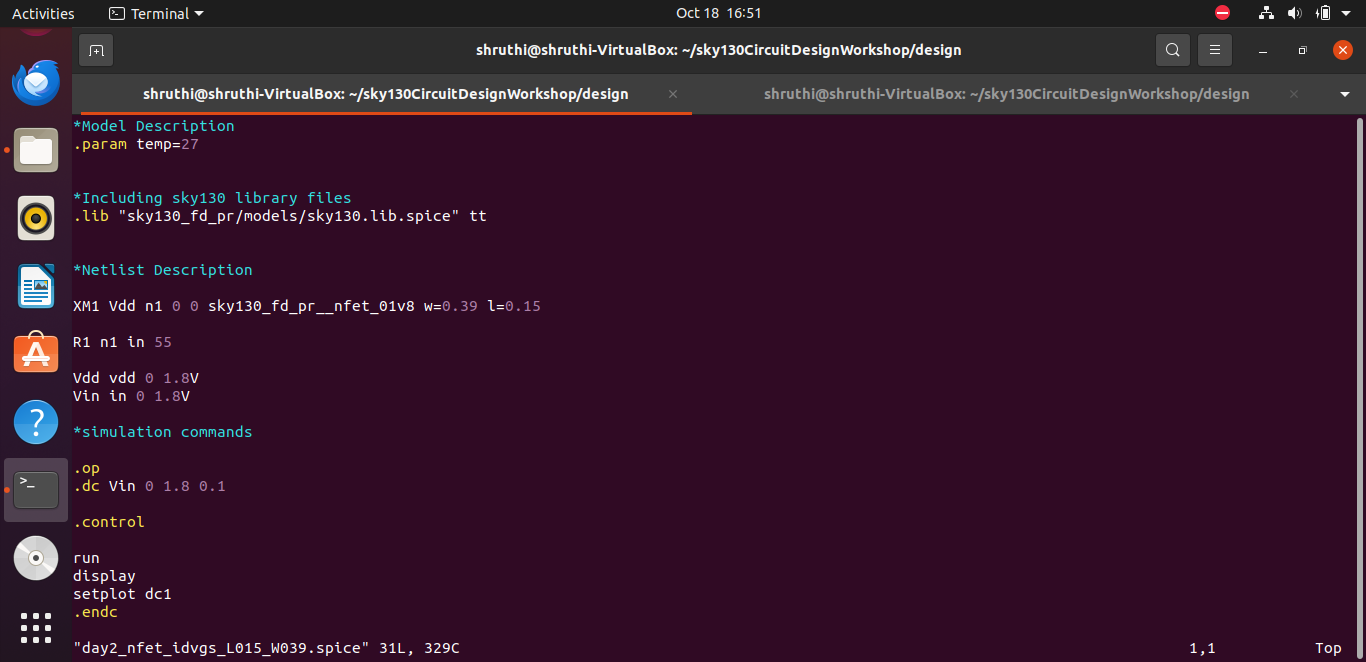 Activities Terminal Oct 18 16:51
shruthi@shruthi-VirtualBox: ~/sky130CircuitDesignWorkshop/design
shruthi@shruthi-VirtualBox: ~/sky130CircuitDesignWorkshop/design shruthi@shruthi-VirtualBox: ~/sky130CircuitDesignWorkshop/design
*Model Description
.param temp=27
*Including sky130 library files
.lib "sky130_fd_pr/models/sky130.lib.spice" tt
*Netlist Description
XM1 Vdd n1 0 0 sky130_fd_pr__nfet_01v8 w=0.39 l=0.15
R1 n1 in 55
Vdd vdd 0 1.8V
Vin in 0 1.8V
*simulation commands
.op
.dc Vin 0 1.8 0.1
.control
run
display
setplot dc1
.endc
"day2_nfet_idvgs_L015_W039.spice" 31L, 329C 1,1 Top